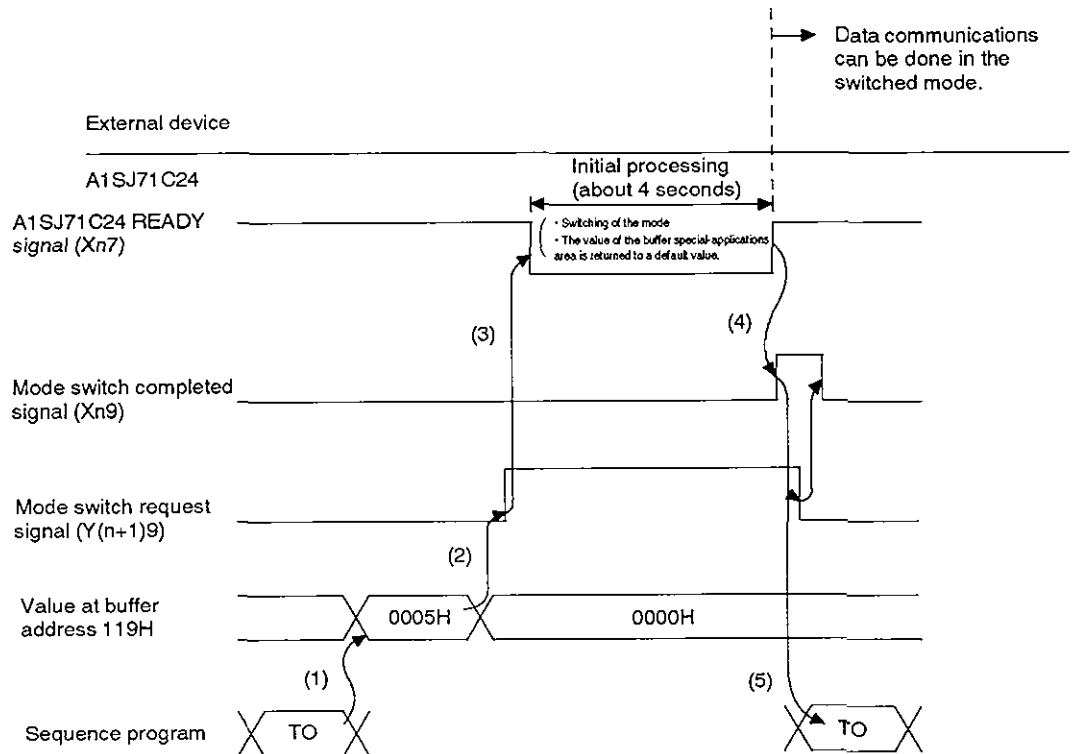 Data communications
can be done in the
switched mode.
External device
A1SJ71C24
Initial processing
(about 4 seconds)
A1SJ71C24 READY
signal (Xn7)
• Switching of the mode
• The value of the buffer special-applications
area is returned to a default value.
(3)
(4)
Mode switch completed
signal (Xn9)
Mode switch request
signal (Y(n+1)9)
(2)
Value at buffer
address 119H
0005H
0000H
(1)
(5)
Sequence program
TO
TO